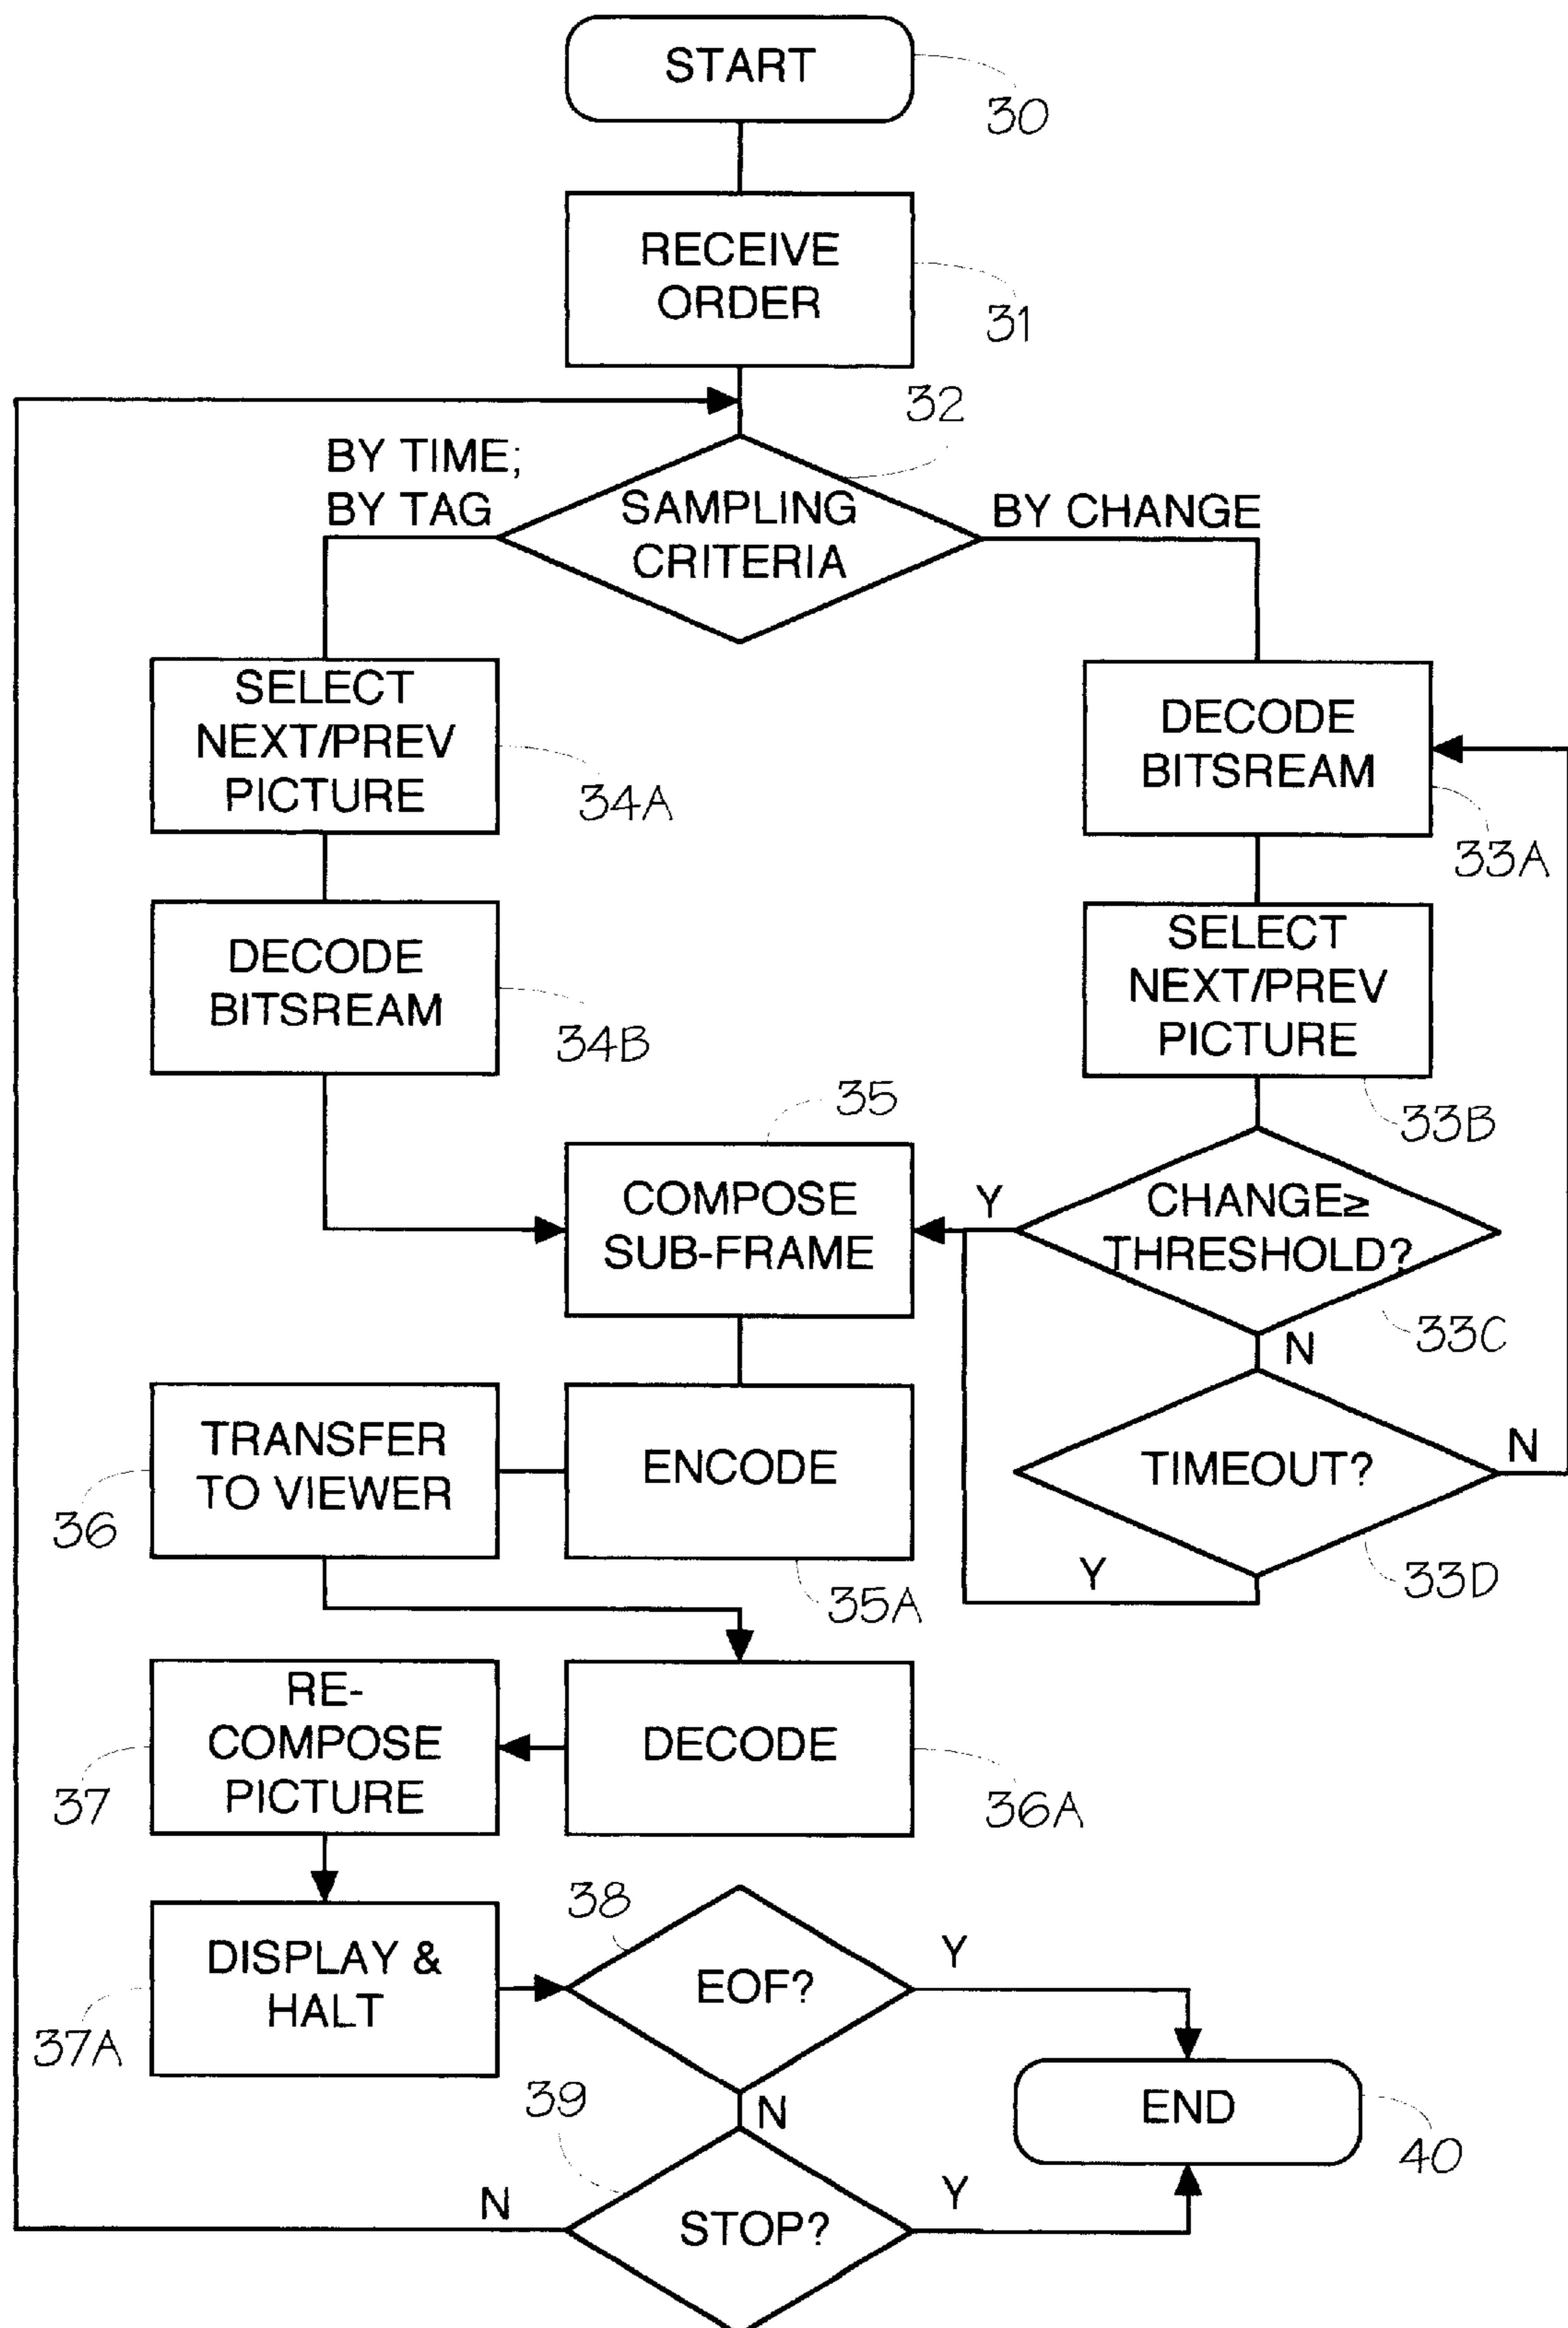 START
30
RECEIVE
ORDER
31
32
BY TIME;
BY TAG
SAMPLING
CRITERIA
BY CHANGE
SELECT
NEXT/PREV
PICTURE
34A
DECODE
BITSREAM
33A
DECODE
BITSREAM
34B
SELECT
NEXT/PREV
PICTURE
33B
35
COMPOSE
SUB-FRAME
Y
CHANGE≥
THRESHOLD?
33C
N
TRANSFER
TO VIEWER
36
ENCODE
35A
TIMEOUT?
N
Y
33D
RE-
COMPOSE
PICTURE
37
DECODE
36A
DISPLAY &
HALT
37A
38
EOF?
Y
N
END
40
39
STOP?
Y
N